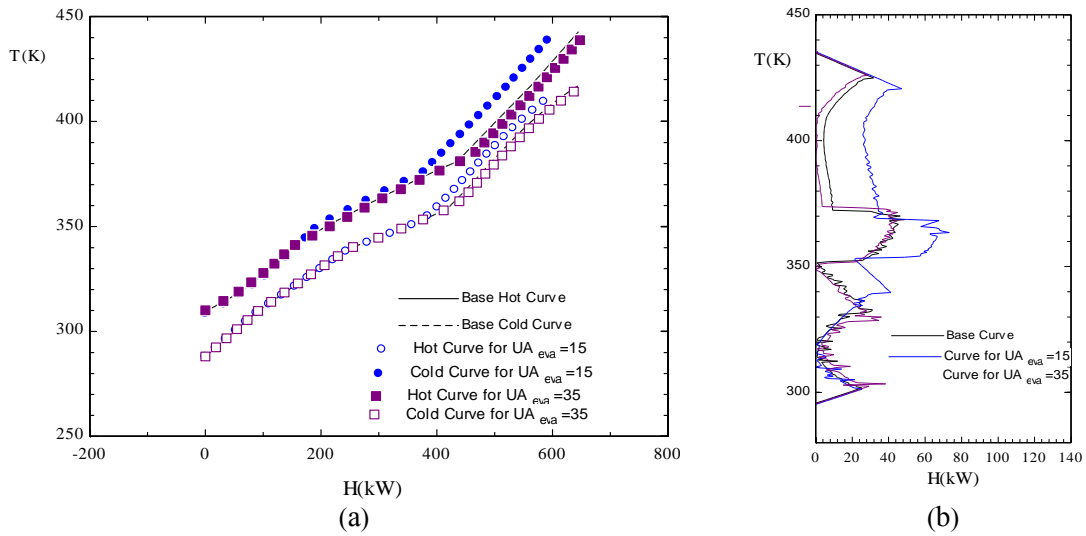 450
T(K)
400
350
300
250
-200
0
200
400
600
800
H(kW)
Base Hot Curve
Base Cold Curve
Hot Curve for UA eva =15
Cold Curve for UA eva =15
Hot Curve for UA eva =35
Cold Curve for UA eva =35
(a)
450
T(K)
400
350
300
0
20
40
60
80
100
120
140
H(kW)
Base Curve
Curve for UA eva =15
Curve for UA eva =35
(b)